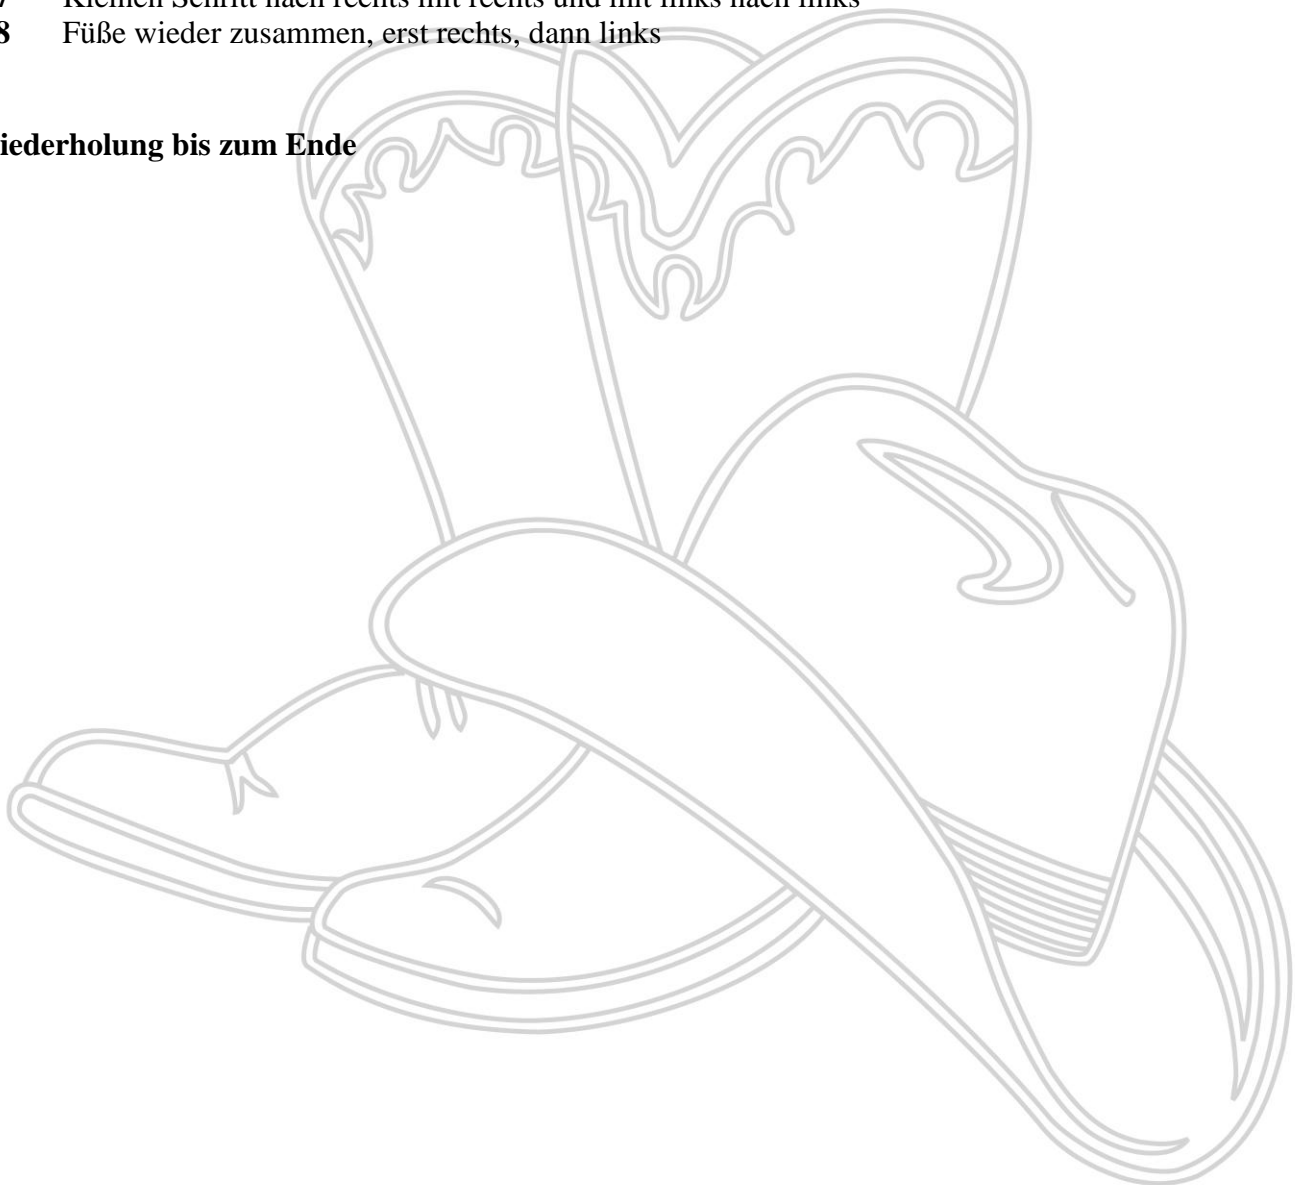 7 Kleinen Schritt nach rechts mit rechts und mit links nach links
8 Füße wieder zusammen, erst rechts, dann links
iederholung bis zum Ende